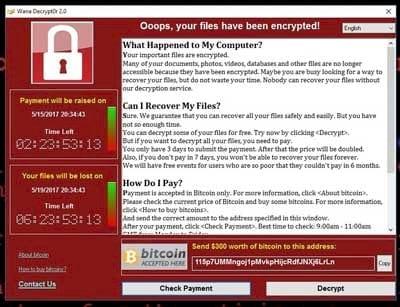 Wana Decrypt0r 2.0
Ooops, your files have been encrypted!
English
What Happened to My Computer?
Your important files are encrypted.
Many of your documents, photos, videos, databases and other files are no longer
accessible because they have been encrypted. Maybe you are busy looking for a way to
recover your files, but do not waste your time. Nobody can recover your files without
our decryption service.
Can I Recover My Files?
Sure. We guarantee that you can recover all your files safely and easily. But you have
not so enough time.
You can decrypt some of your files for free. Try now by clicking <Decrypt>.
But if you want to decrypt all your files, you need to pay.
You only have 3 days to submit the payment. After that the price will be doubled.
Also, if you don't pay in 7 days, you won't be able to recover your files forever.
We will have free events for users who are so poor that they couldn't pay in 6 months.
How Do I Pay?
Payment is accepted in Bitcoin only. For more information, click <About bitcoin>.
Please check the current price of Bitcoin and buy some bitcoins. For more information,
click <How to buy bitcoins>.
And send the correct amount to the address specified in this window.
After your payment, click <Check Payment>. Best time to check: 9:00am - 11:00am
GMT from Monday to Friday
Payment will be raised on
5/15/2017 20:34:43
Time Left
02:23:53:13
Your files will be lost on
5/19/2017 20:34:43
Time Left
06:23:53:13
About bitcoin
How to buy bitcoins?
Contact Us
bitcoin
ACCEPTED HERE
Send $300 worth of bitcoin to this address:
Copy
Check Payment
Decrypt